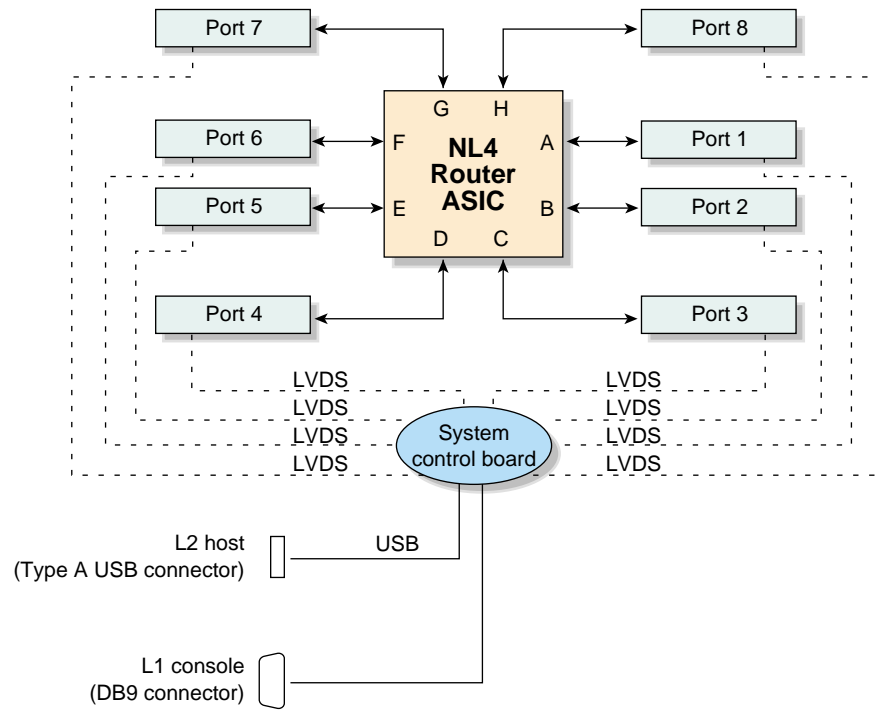 Port 7
Port 8
G
H
Port 6
F
NL4
Router
ASIC
A
Port 1
Port 5
E
B
Port 2
D
C
Port 4
Port 3
LVDS
LVDS
LVDS
LVDS
LVDS
LVDS
LVDS
LVDS
System
control board
L2 host
(Type A USB connector)
USB
L1 console
(DB9 connector)